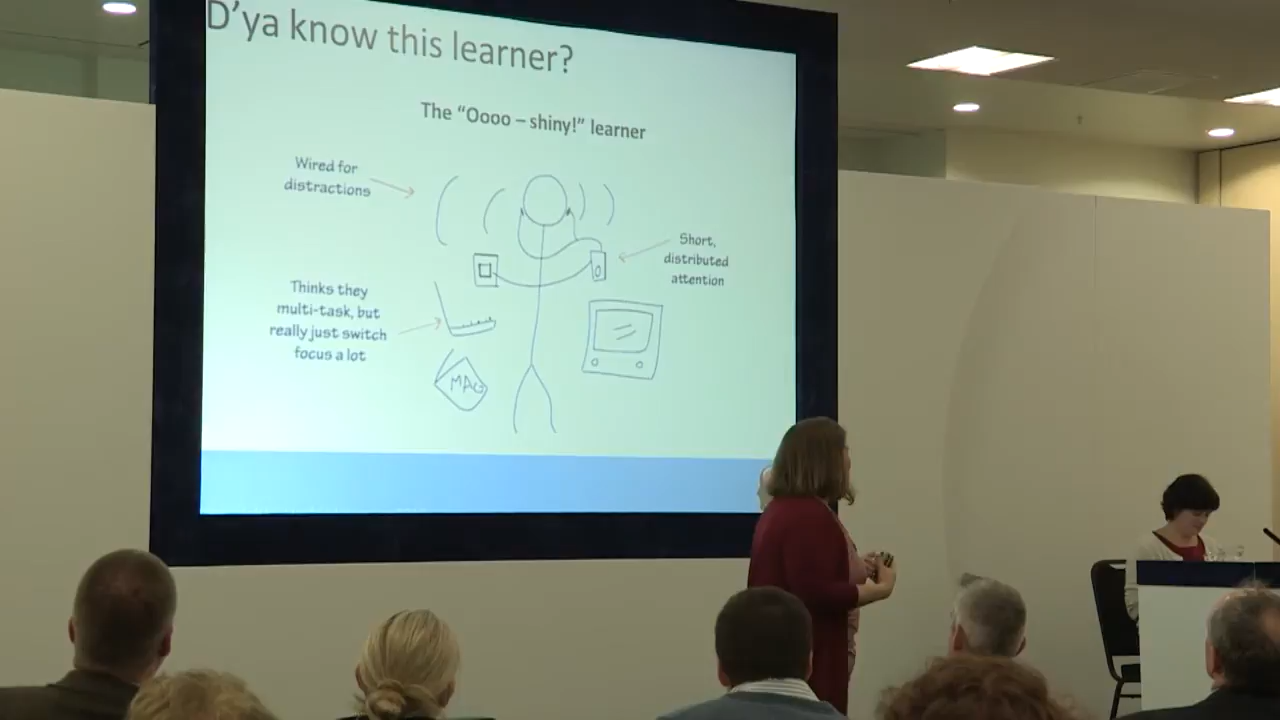 D'ya know this learner?
The “Oooo – shiny!” learner
Wired for
distractions
Short,
distributed
attention
Thinks they
multi-task, but
really just switch
focus a lot
MAG